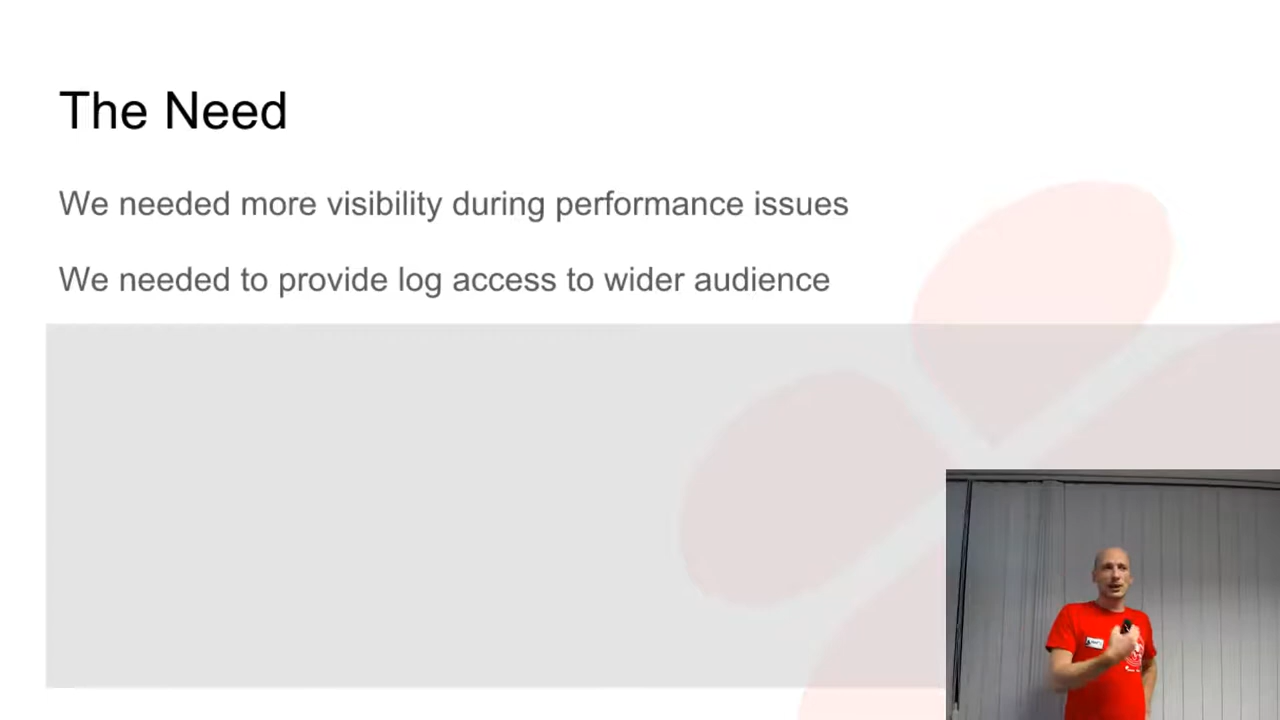 The Need
We needed more visibility during performance issues
We needed to provide log access to wider audience